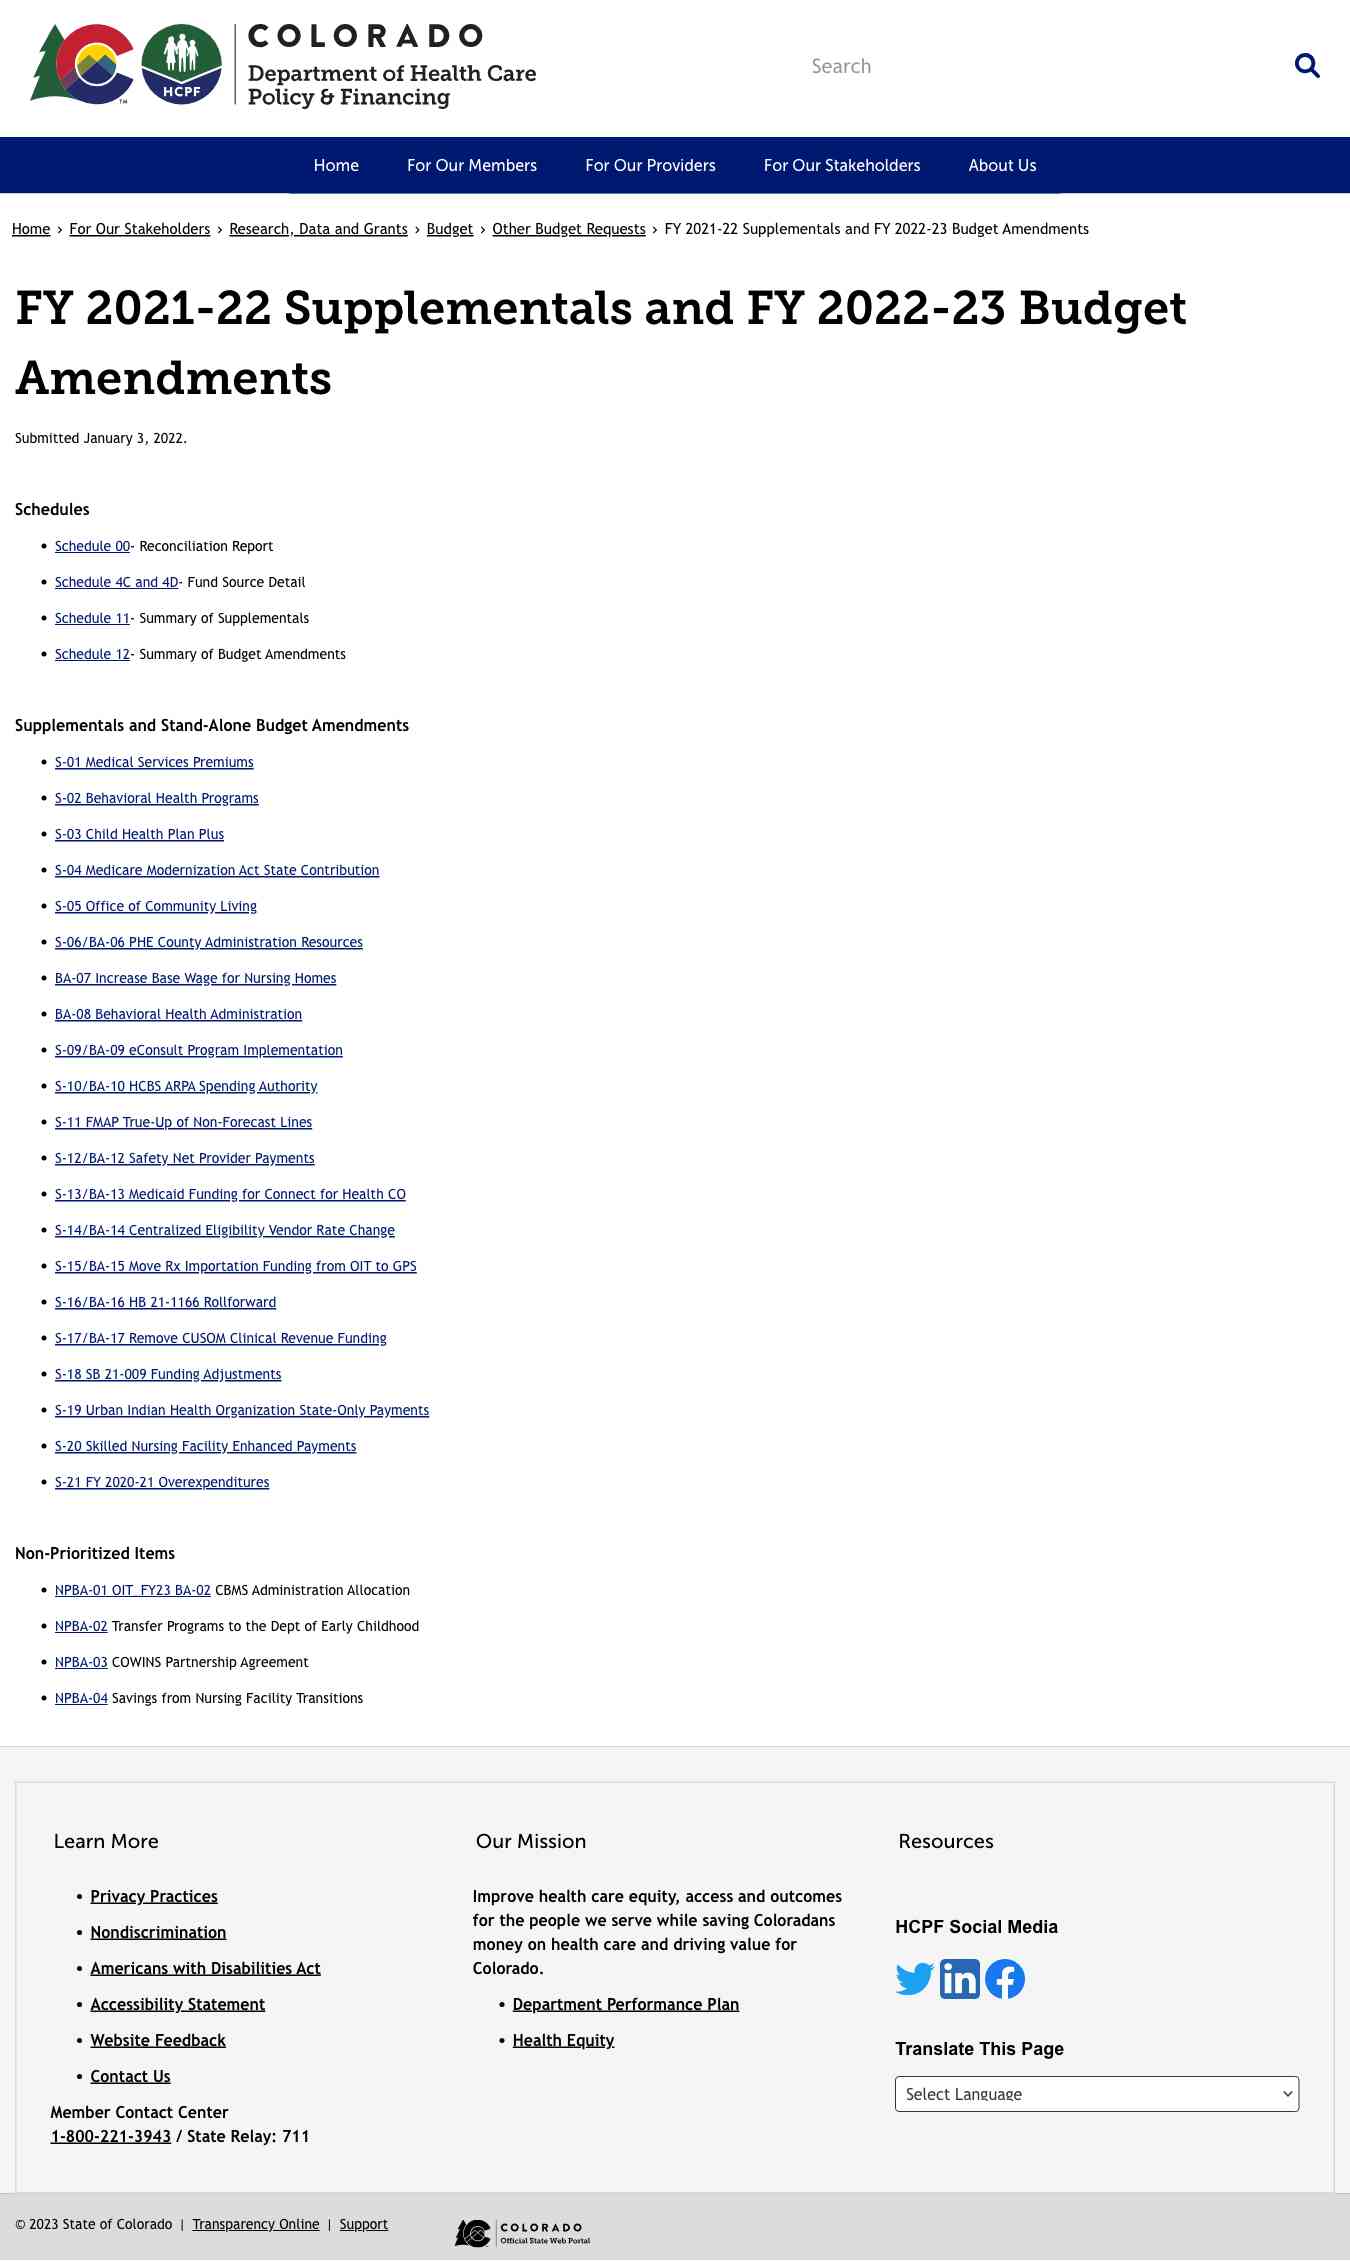 COLORADO
Department of Health Care
Policy & Financing
HCPF
TM
Search
Home
For Our Members
For Our Providers
For Our Stakeholders
About Us
Home › For Our Stakeholders › Research, Data and Grants › Budget › Other Budget Requests › FY 2021-22 Supplementals and FY 2022-23 Budget Amendments
FY 2021-22 Supplementals and FY 2022-23 Budget
Amendments
Submitted January 3, 2022.
Schedules
• Schedule 00- Reconciliation Report
• Schedule 4C and 4D- Fund Source Detail
• Schedule 11- Summary of Supplementals
• Schedule 12- Summary of Budget Amendments
Supplementals and Stand-Alone Budget Amendments
• S-01 Medical Services Premiums
• S-02 Behavioral Health Programs
• S-03 Child Health Plan Plus
• S-04 Medicare Modernization Act State Contribution
• S-05 Office of Community Living
• S-06/BA-06 PHE County Administration Resources
• BA-07 Increase Base Wage for Nursing Homes
• BA-08 Behavioral Health Administration
• S-09/BA-09 eConsult Program Implementation
• S-10/BA-10 HCBS ARPA Spending Authority
• S-11 FMAP True-Up of Non-Forecast Lines
• S-12/BA-12 Safety Net Provider Payments
• S-13/BA-13 Medicaid Funding for Connect for Health CO
• S-14/BA-14 Centralized Eligibility Vendor Rate Change
• S-15/BA-15 Move Rx Importation Funding from OIT to GPS
• S-16/BA-16 HB 21-1166 Rollforward
• S-17/BA-17 Remove CUSOM Clinical Revenue Funding
• S-18 SB 21-009 Funding Adjustments
• S-19 Urban Indian Health Organization State-Only Payments
• S-20 Skilled Nursing Facility Enhanced Payments
• S-21 FY 2020-21 Overexpenditures
Non-Prioritized Items
• NPBA-01 OIT_FY23 BA-02 CBMS Administration Allocation
• NPBA-02 Transfer Programs to the Dept of Early Childhood
• NPBA-03 COWINS Partnership Agreement
• NPBA-04 Savings from Nursing Facility Transitions
Learn More
• Privacy Practices
• Nondiscrimination
• Americans with Disabilities Act
• Accessibility Statement
• Website Feedback
• Contact Us
Member Contact Center
1-800-221-3943 / State Relay: 711
Our Mission
Improve health care equity, access and outcomes
for the people we serve while saving Coloradans
money on health care and driving value for
Colorado.
• Department Performance Plan
• Health Equity
Resources
HCPF Social Media
Translate This Page
Select Language
© 2023 State of Colorado | Transparency Online | Support
COLORADO
Official State Web Portal